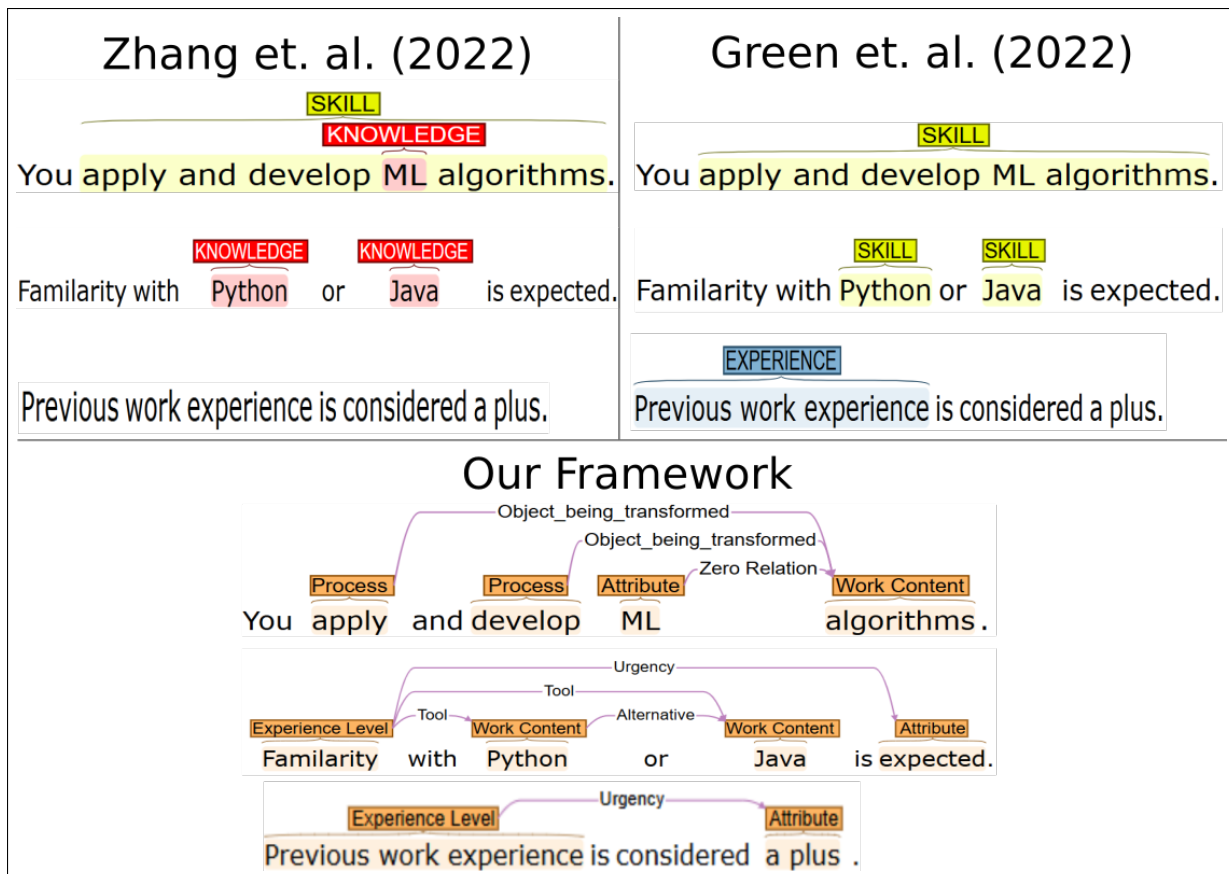 Zhang et. al. (2022)
SKILL
KNOWLEDGE
You apply and develop ML algorithms.
KNOWLEDGE KNOWLEDGE
Familarity with Python or Java is expected.
Previous work experience is considered a plus.
Green et. al. (2022)
SKILL
You apply and develop ML algorithms.
SKILL SKILL
Familarity with Python or Java is expected.
EXPERIENCE
Previous work experience is considered a plus.
Our Framework
Object_being_transformed
Object_being_transformed
Zero Relation
Process Process Attribute Work Content
You apply and develop ML algorithms.
Urgency
Tool
Tool Alternative
Experience Level Work Content Work Content Attribute
Familarity with Python or Java is expected.
Urgency
Experience Level Attribute
Previous work experience is considered a plus .